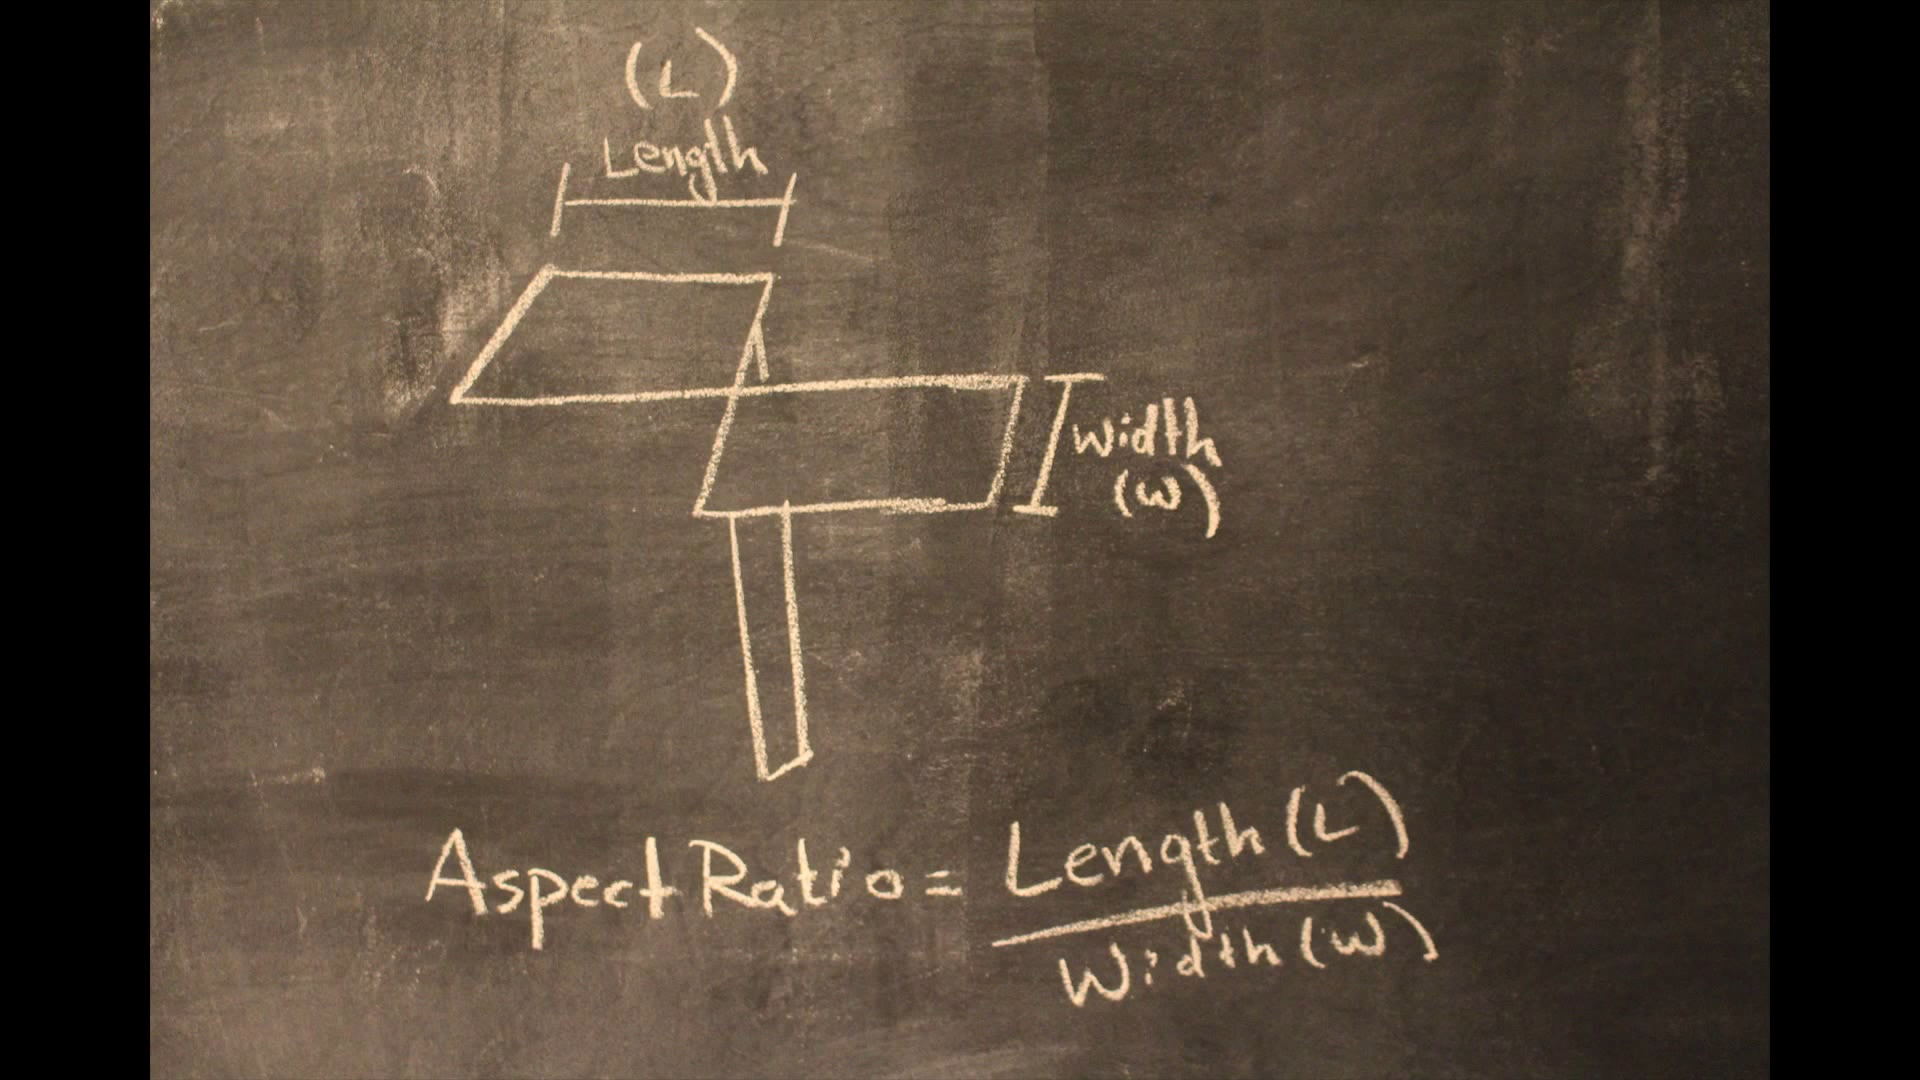 (L)
Length
Width
(W)
Aspect Ratio = Length (L)
Width (W)